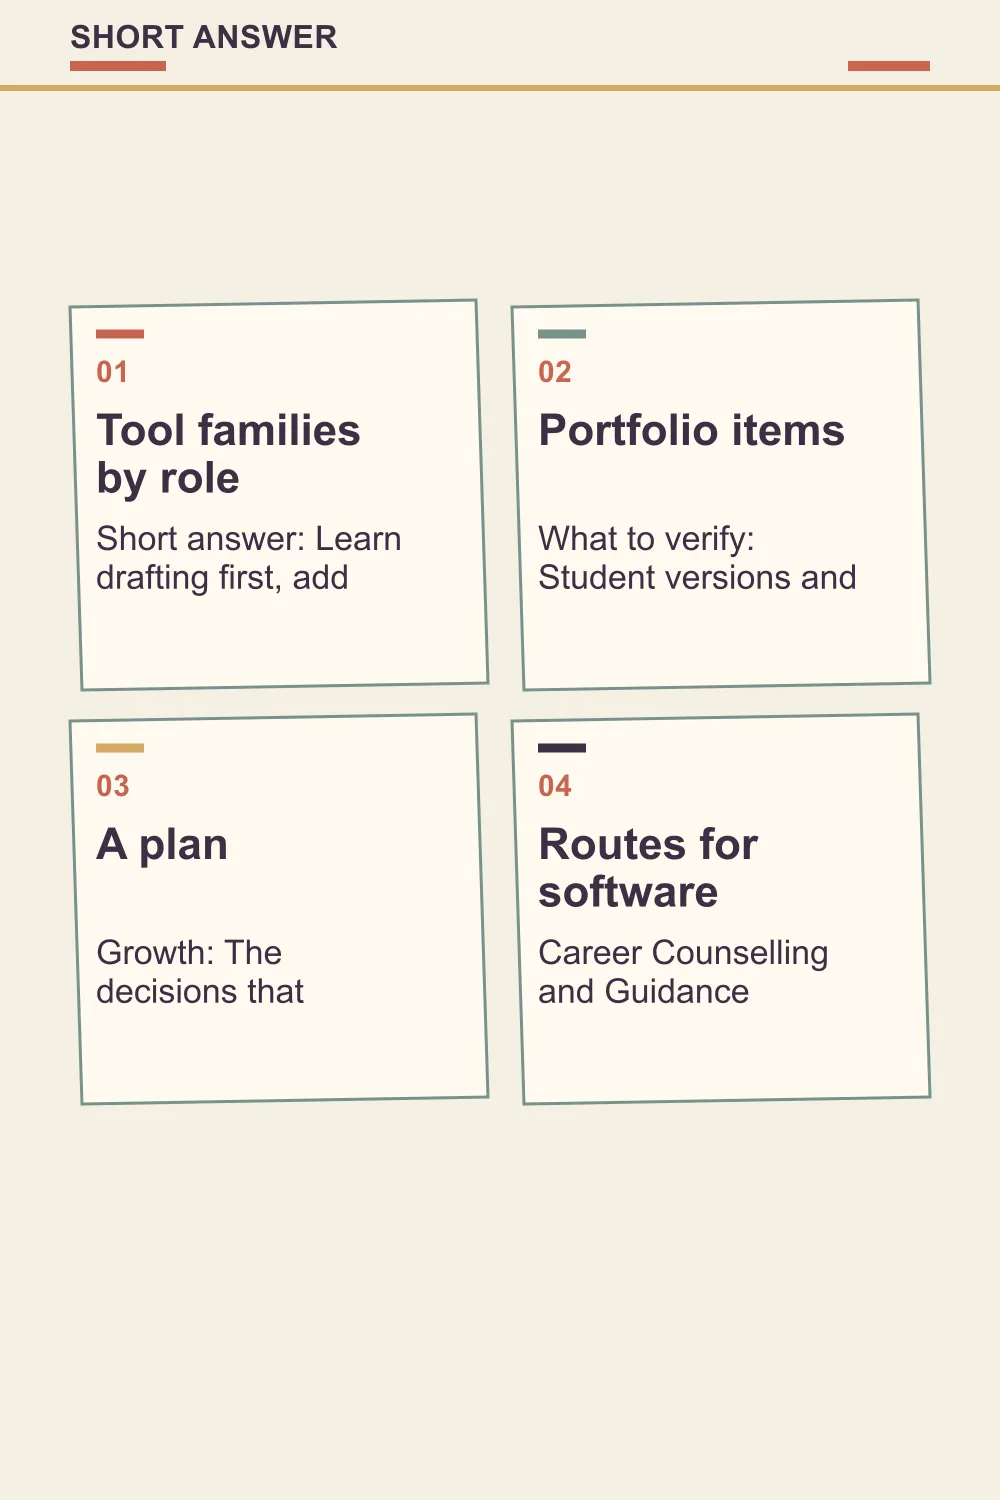 SHORT ANSWER
01
Tool families
by role
Short answer: Learn
drafting first, add
02
Portfolio items
What to verify:
Student versions and
03
A plan
Growth: The
decisions that
04
Routes for
software
Career Counselling
and Guidance